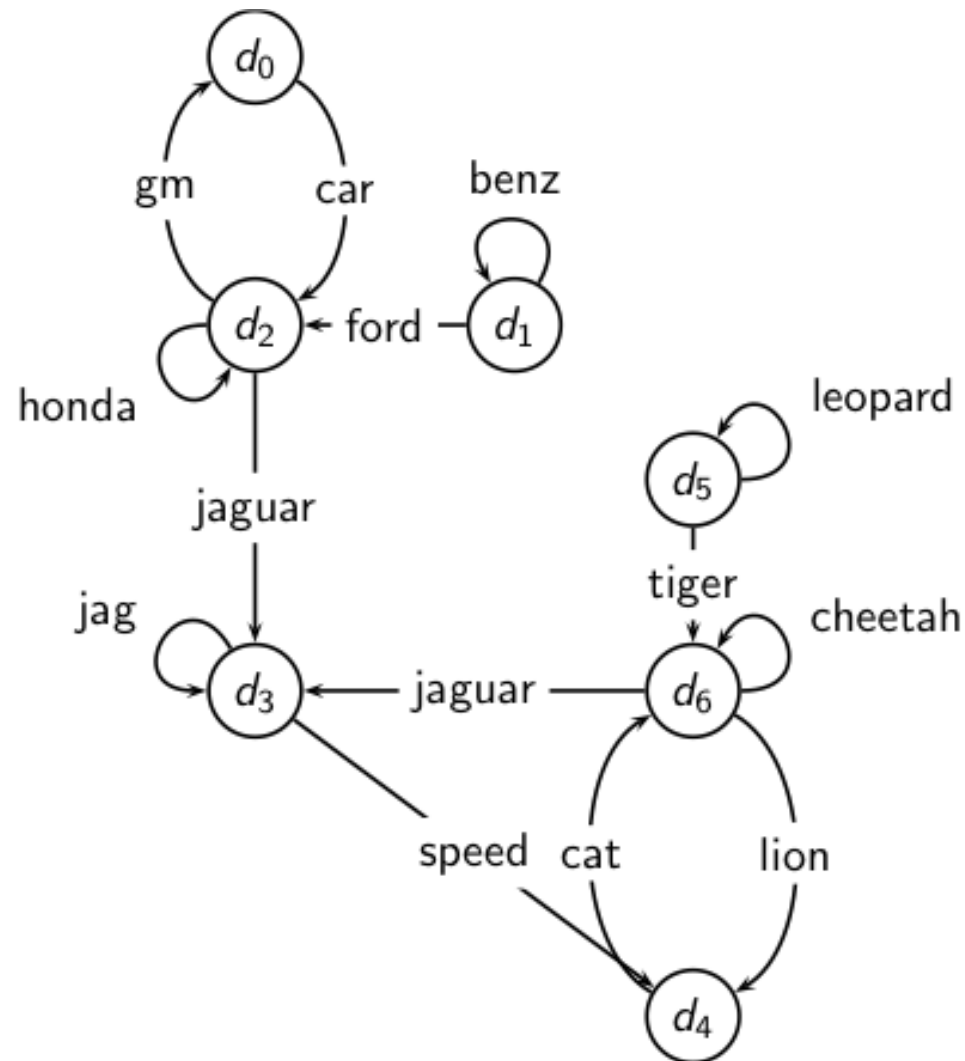 d0
gm
car
benz
d2
ford
d1
honda
leopard
d5
jaguar
tiger
jag
cheetah
d3
jaguar
d6
speed
cat
lion
d4